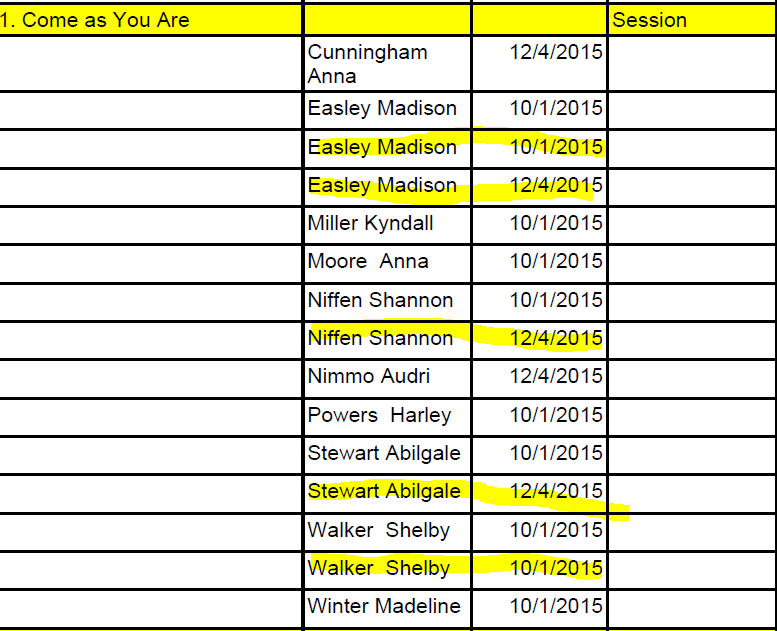 1. Come as You Are Session
Cunningham 12/4/2015
Anna
Easley Madison 10/1/2015
Easley Madison 10/1/2015
Easley Madison 12/4/2015
Miller Kyndall 10/1/2015
Moore  Anna 10/1/2015
Niffen Shannon 10/1/2015
Niffen Shannon 12/4/2015
Nimmo Audri 12/4/2015
Powers  Harley 10/1/2015
Stewart Abilgale 10/1/2015
Stewart Abilgale 12/4/2015
Walker  Shelby 10/1/2015
Walker  Shelby 10/1/2015
Winter Madeline 10/1/2015